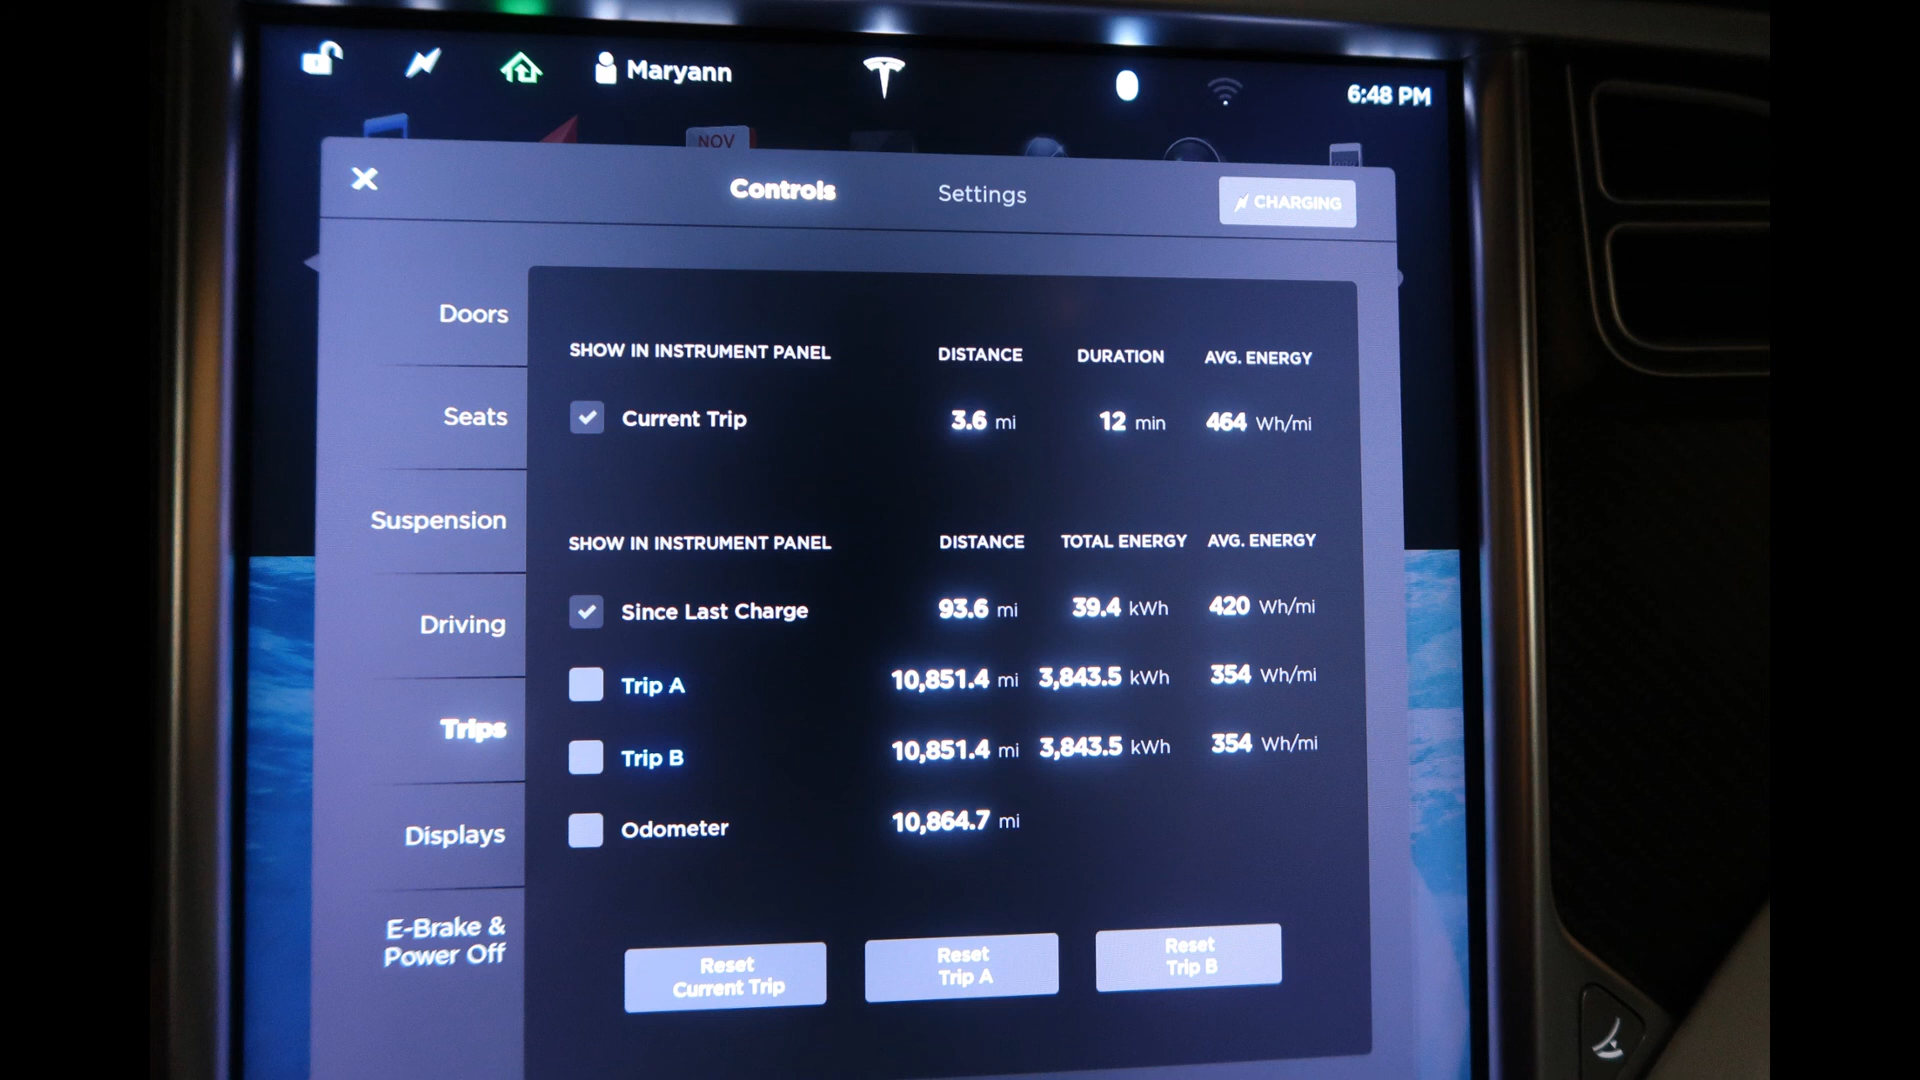 Maryann
6:48 PM
NOV
Controls
Settings
CHARGING
Doors
Seats
Suspension
Driving
Trips
Displays
E-Brake &
Power Off
SHOW IN INSTRUMENT PANEL DISTANCE DURATION AVG. ENERGY
Current Trip 3.6 mi 12 min 464 Wh/mi
SHOW IN INSTRUMENT PANEL DISTANCE TOTAL ENERGY AVG. ENERGY
Since Last Charge 93.6 mi 39.4 kWh 420 Wh/mi
Trip A 10,851.4 mi 3,843.5 kWh 354 Wh/mi
Trip B 10,851.4 mi 3,843.5 kWh 354 Wh/mi
Odometer 10,864.7 mi
Reset
Current Trip
Reset
Trip A
Reset
Trip B